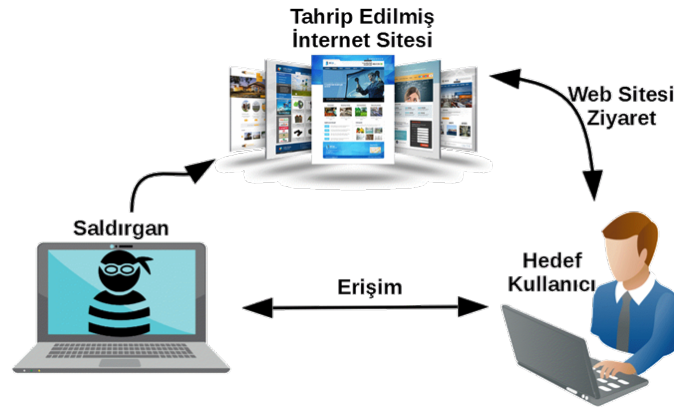 Tahrip Edilmiş
İnternet Sitesi
Web Sitesi
Ziyaret
Saldırgan
Hedef
Kullanıcı
Erişim